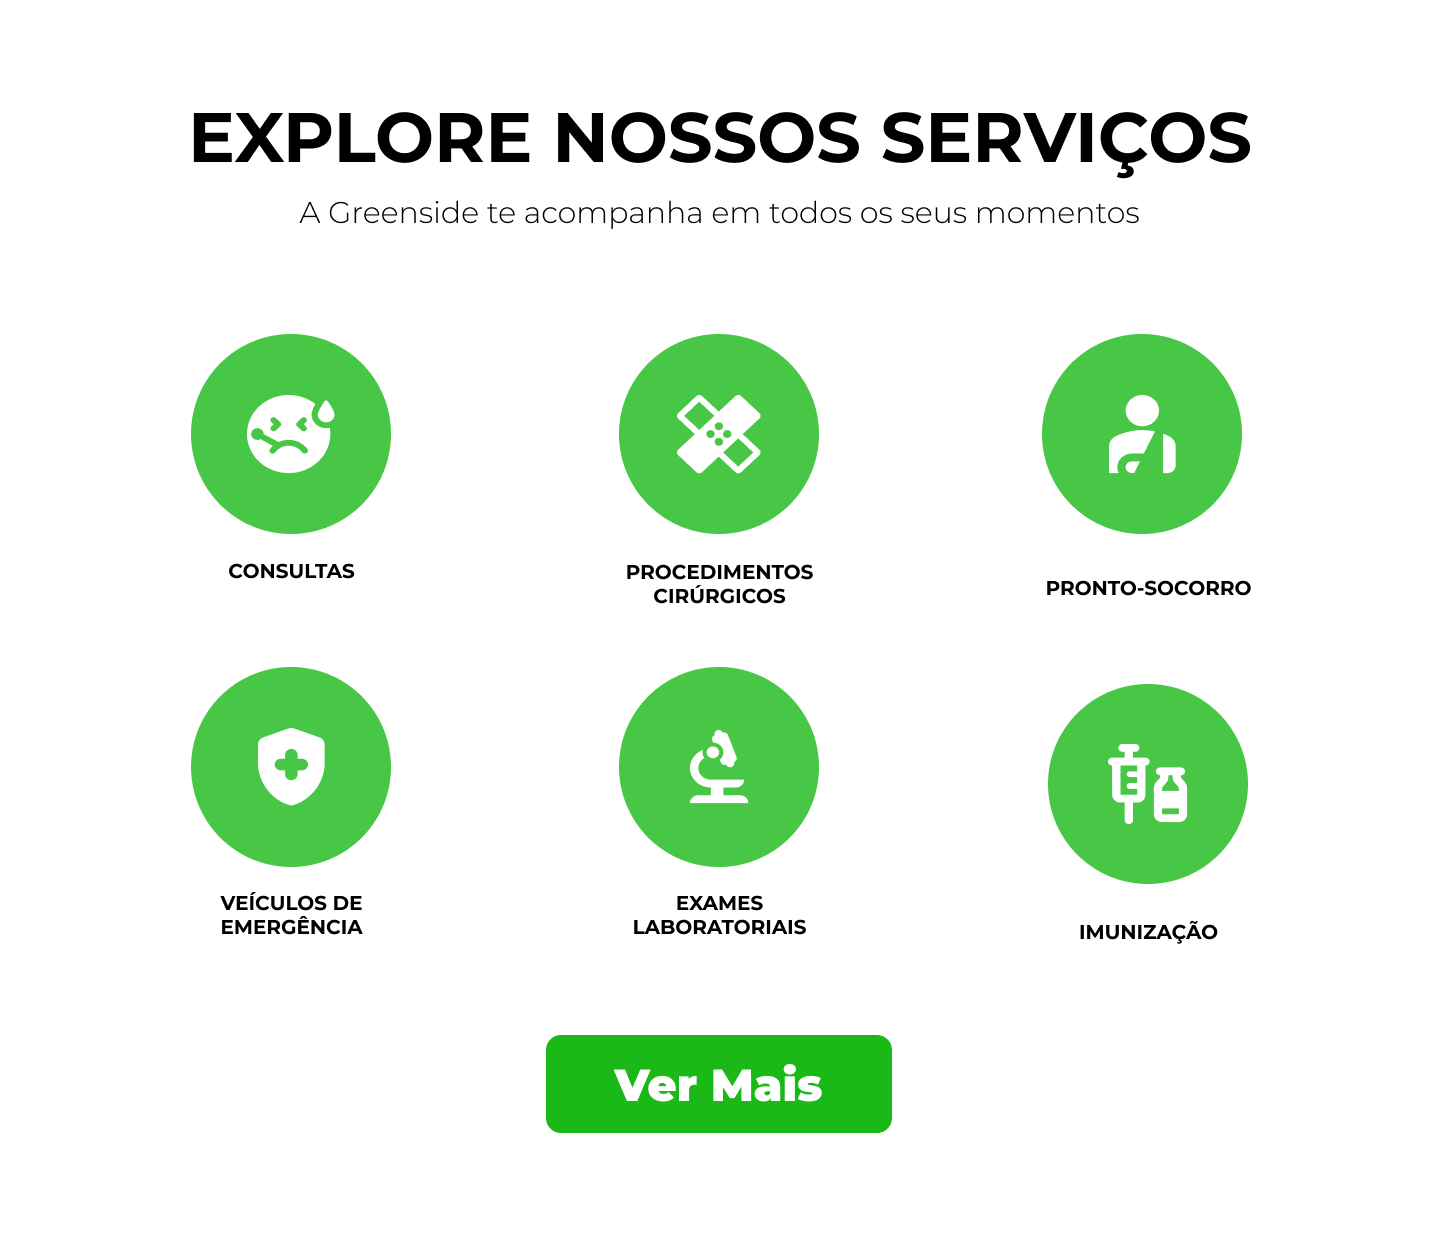 EXPLORE NOSSOS SERVIÇOS
A Greenside te acompanha em todos os seus momentos
CONSULTAS
PROCEDIMENTOS
CIRÚRGICOS
PRONTO-SOCORRO
VEÍCULOS DE
EMERGÊNCIA
EXAMES
LABORATORIAIS
IMUNIZAÇÃO
Ver Mais